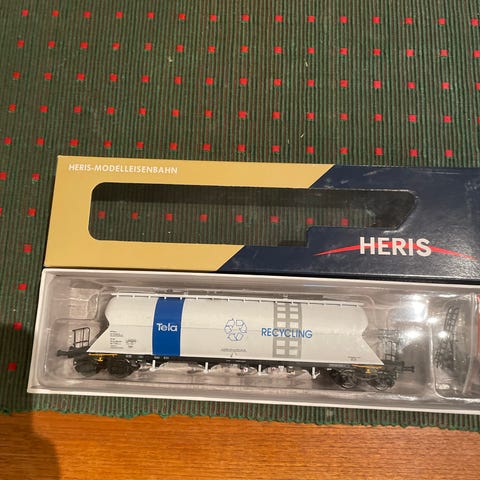 HERIS-MODELLEISENBAHN
HERIS
Tela
RECYCLING